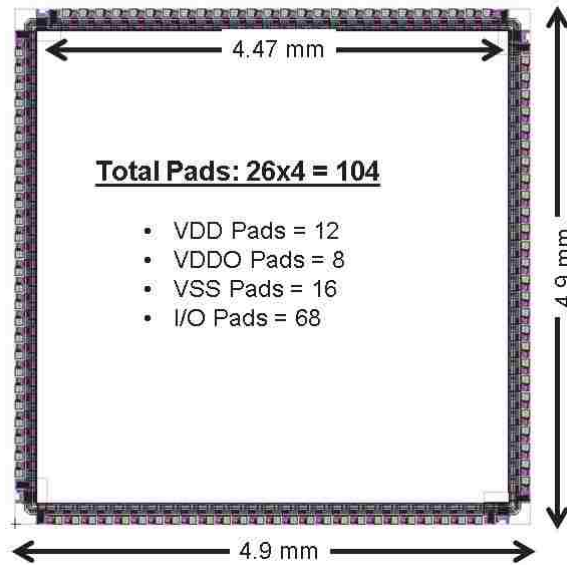 4.47 mm
Total Pads: 26x4 = 104
• VDD Pads = 12
• VDDO Pads = 8
• VSS Pads = 16
• I/O Pads = 68
4.9 mm
4.9 mm